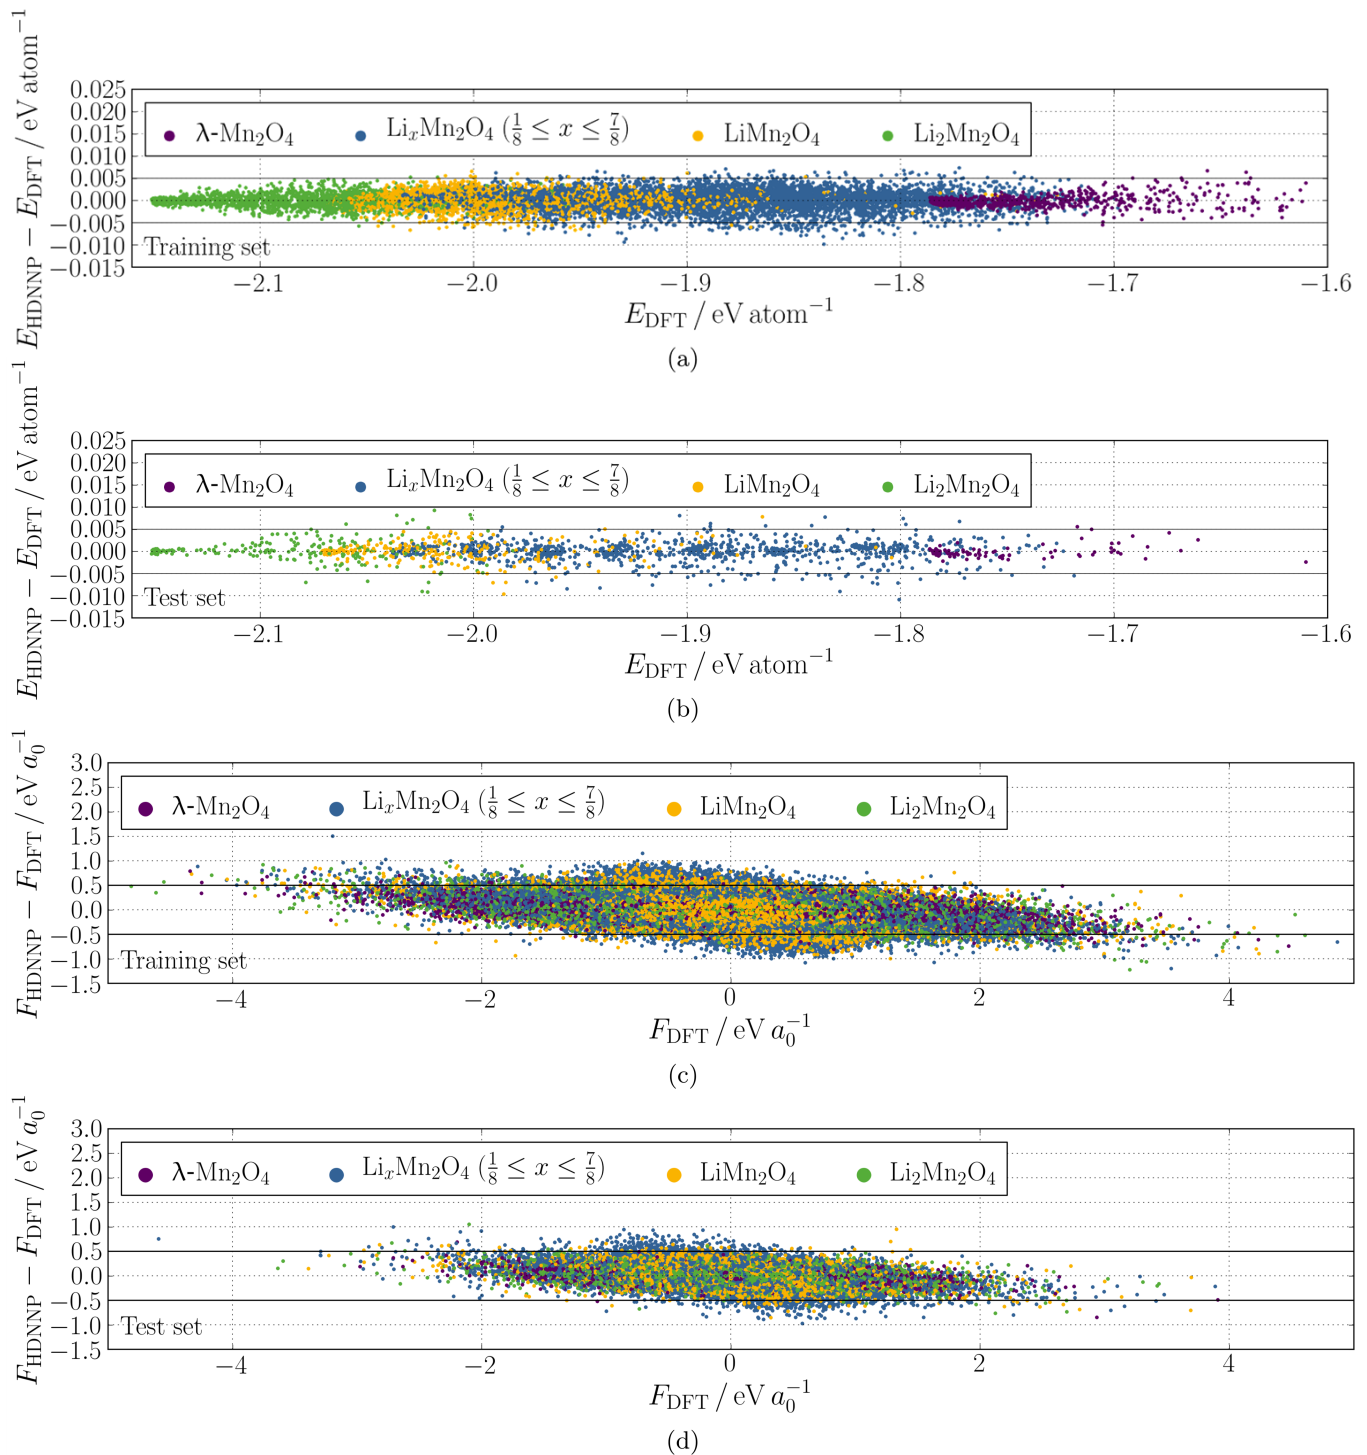 E_HDNNP − E_DFT / eV atom⁻¹
0.025
0.020
0.015
0.010
0.005
0.000
−0.005
−0.010
−0.015
λ-Mn₂O₄ LiₓMn₂O₄ (1/8 ≤ x ≤ 7/8) LiMn₂O₄ Li₂Mn₂O₄
Training set
−2.1 −2.0 −1.9 −1.8 −1.7 −1.6
E_DFT / eV atom⁻¹
(a)
E_HDNNP − E_DFT / eV atom⁻¹
0.025
0.020
0.015
0.010
0.005
0.000
−0.005
−0.010
−0.015
λ-Mn₂O₄ LiₓMn₂O₄ (1/8 ≤ x ≤ 7/8) LiMn₂O₄ Li₂Mn₂O₄
Test set
−2.1 −2.0 −1.9 −1.8 −1.7 −1.6
E_DFT / eV atom⁻¹
(b)
F_HDNNP − F_DFT / eV a₀⁻¹
3.0
2.5
2.0
1.5
1.0
0.5
0.0
−0.5
−1.0
−1.5
λ-Mn₂O₄ LiₓMn₂O₄ (1/8 ≤ x ≤ 7/8) LiMn₂O₄ Li₂Mn₂O₄
Training set
−4 −2 0 2 4
F_DFT / eV a₀⁻¹
(c)
F_HDNNP − F_DFT / eV a₀⁻¹
3.0
2.5
2.0
1.5
1.0
0.5
0.0
−0.5
−1.0
−1.5
λ-Mn₂O₄ LiₓMn₂O₄ (1/8 ≤ x ≤ 7/8) LiMn₂O₄ Li₂Mn₂O₄
Test set
−4 −2 0 2 4
F_DFT / eV a₀⁻¹
(d)